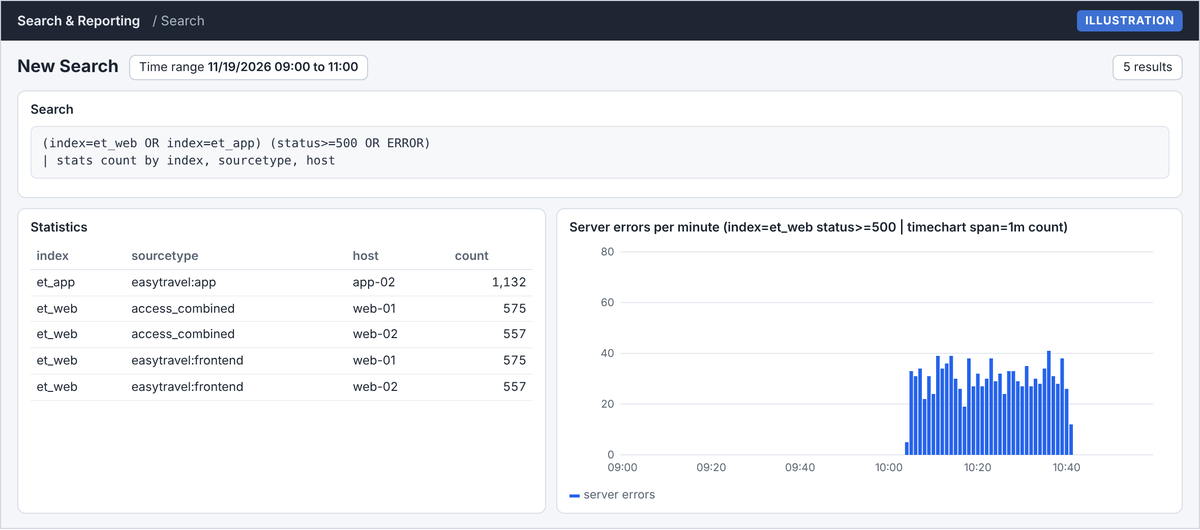 Search & Reporting / Search
ILLUSTRATION
New Search
Time range 11/19/2026 09:00 to 11:00
5 results
Search
(index=et_web OR index=et_app) (status>=500 OR ERROR)
| stats count by index, sourcetype, host
Statistics
index sourcetype host count
et_app easytravel:app app-02 1,132
et_web access_combined web-01 575
et_web access_combined web-02 557
et_web easytravel:frontend web-01 575
et_web easytravel:frontend web-02 557
Server errors per minute (index=et_web status>=500 | timechart span=1m count)
80
60
40
20
0
09:00 09:20 09:40 10:00 10:20 10:40
server errors